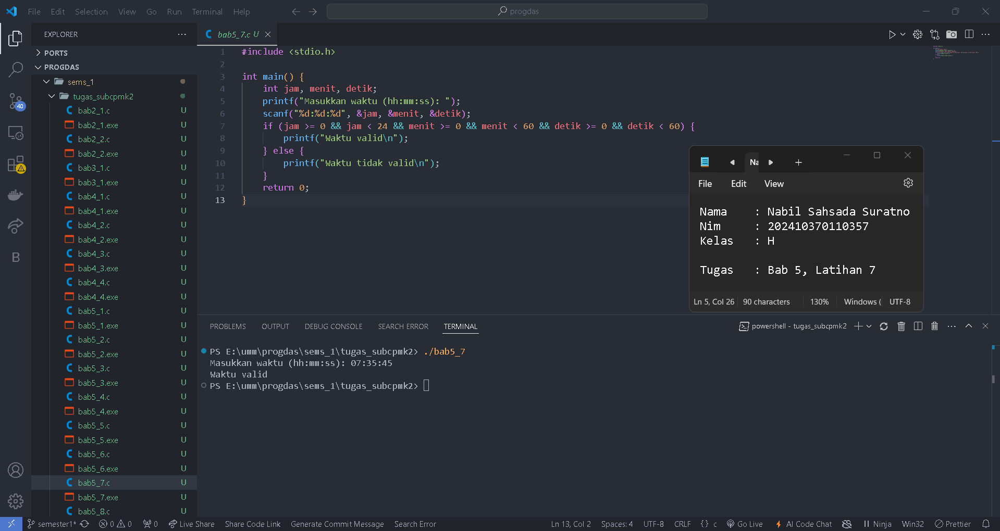 File Edit Selection View Go Run Terminal Help
progdas
EXPLORER
PORTS
PROGDAS
sems_1
tugas_subcpmk2
bab2_1.c U
bab2_1.exe U
bab2_2.c U
bab2_2.exe U
bab3_1.c U
bab3_1.exe U
bab4_1.c U
bab4_1.exe U
bab4_2.c U
bab4_2.exe U
bab4_3.c U
bab4_3.exe U
bab4_4.c U
bab4_4.exe U
bab5_1.c U
bab5_1.exe U
bab5_2.c U
bab5_2.exe U
bab5_3.c U
bab5_3.exe U
bab5_4.c U
bab5_4.exe U
bab5_5.c U
bab5_5.exe U
bab5_6.c U
bab5_6.exe U
bab5_7.c U
bab5_7.exe U
bab5_8.c U
40
B
C bab5_7.c U
1 #include <stdio.h>
2
3 int main() {
4 int jam, menit, detik;
5 printf("Masukkan waktu (hh:mm:ss): ");
6 scanf("%d:%d:%d", &jam, &menit, &detik);
7 if (jam >= 0 && jam < 24 && menit >= 0 && menit < 60 && detik >= 0 && detik < 60) {
8 printf("Waktu valid\n");
9 } else {
10 printf("Waktu tidak valid\n");
11 }
12 return 0;
13 }
Na
File Edit View
Nama : Nabil Sahsada Suratno
Nim : 202410370110357
Kelas : H
Tugas : Bab 5, Latihan 7
Ln 5, Col 26 90 characters 130% Windows ( UTF-8
PROBLEMS OUTPUT DEBUG CONSOLE SEARCH ERROR TERMINAL
powershell - tugas_subcpmk2
PS E:\umm\progdas\sems_1\tugas_subcpmk2> ./bab5_7
Masukkan waktu (hh:mm:ss): 07:35:45
Waktu valid
PS E:\umm\progdas\sems_1\tugas_subcpmk2>
semester1* 0 0 0 Live Share Share Code Link Generate Commit Message Search Error Ln 13, Col 2 Spaces: 4 UTF-8 CRLF {} c Go Live AI Code Chat Ninja Win32 Prettier